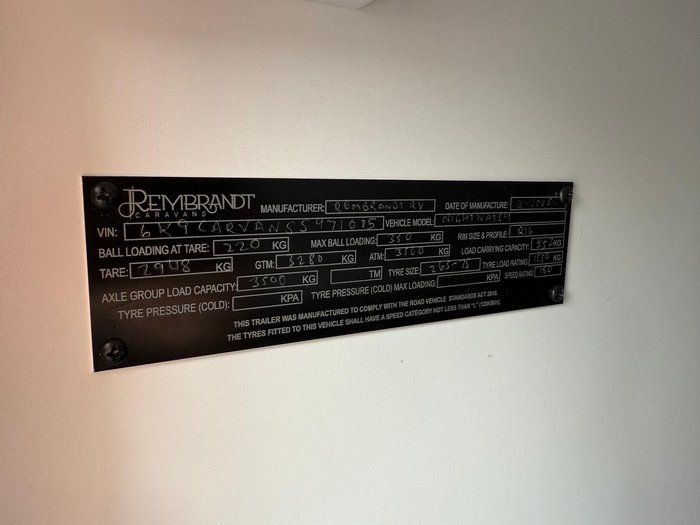 REMBRANDT
CARAVANS
MANUFACTURER: REMBRANDT RV DATE OF MANUFACTURE:
VIN: VEHICLE MODEL: NIGHTWATCH
BALL LOADING AT TARE: 220 KG MAX BALL LOADING: 350 KG RIM SIZE & PROFILE: R16
TARE: 2948 KG GTM: 3280 KG ATM: 3500 KG LOAD CARRYING CAPACITY: 552 KG
AXLE GROUP LOAD CAPACITY: 3500 KG TM TYRE SIZE: 265-75 TYRE LOAD RATING: KG
TYRE PRESSURE (COLD): KPA TYRE PRESSURE (COLD) MAX LOADING: KPA SPEED RATING:
THIS TRAILER WAS MANUFACTURED TO COMPLY WITH THE ROAD VEHICLE STANDARDS ACT 2018
THE TYRES FITTED TO THIS VEHICLE SHALL HAVE A SPEED CATEGORY NOT LESS THAN "L" (120KM/H)